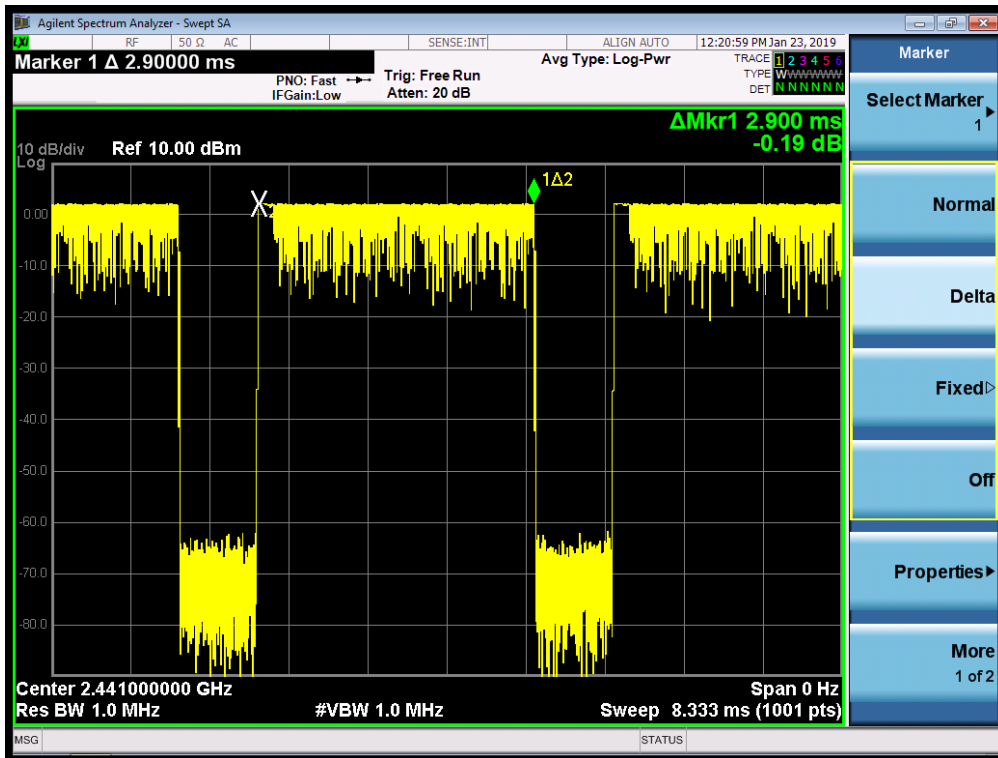 Agilent Spectrum Analyzer - Swept SA
LXI RF 50 Ω AC SENSE:INT ALIGN AUTO 12:20:59 PM Jan 23, 2019
Marker 1 Δ 2.90000 ms
Avg Type: Log-Pwr
TRACE 1 2 3 4 5 6
TYPE WWWWWWW
DET N N N N N N
PNO: Fast
IFGain:Low
Trig: Free Run
Atten: 20 dB
ΔMkr1 2.900 ms
-0.19 dB
10 dB/div Ref 10.00 dBm
Log
1Δ2
0.00
-10.0
-20.0
-30.0
-40.0
-50.0
-60.0
-70.0
-80.0
Center 2.441000000 GHz Span 0 Hz
Res BW 1.0 MHz #VBW 1.0 MHz Sweep 8.333 ms (1001 pts)
MSG STATUS
Marker
Select Marker
1
Normal
Delta
Fixed
Off
Properties
More
1 of 2